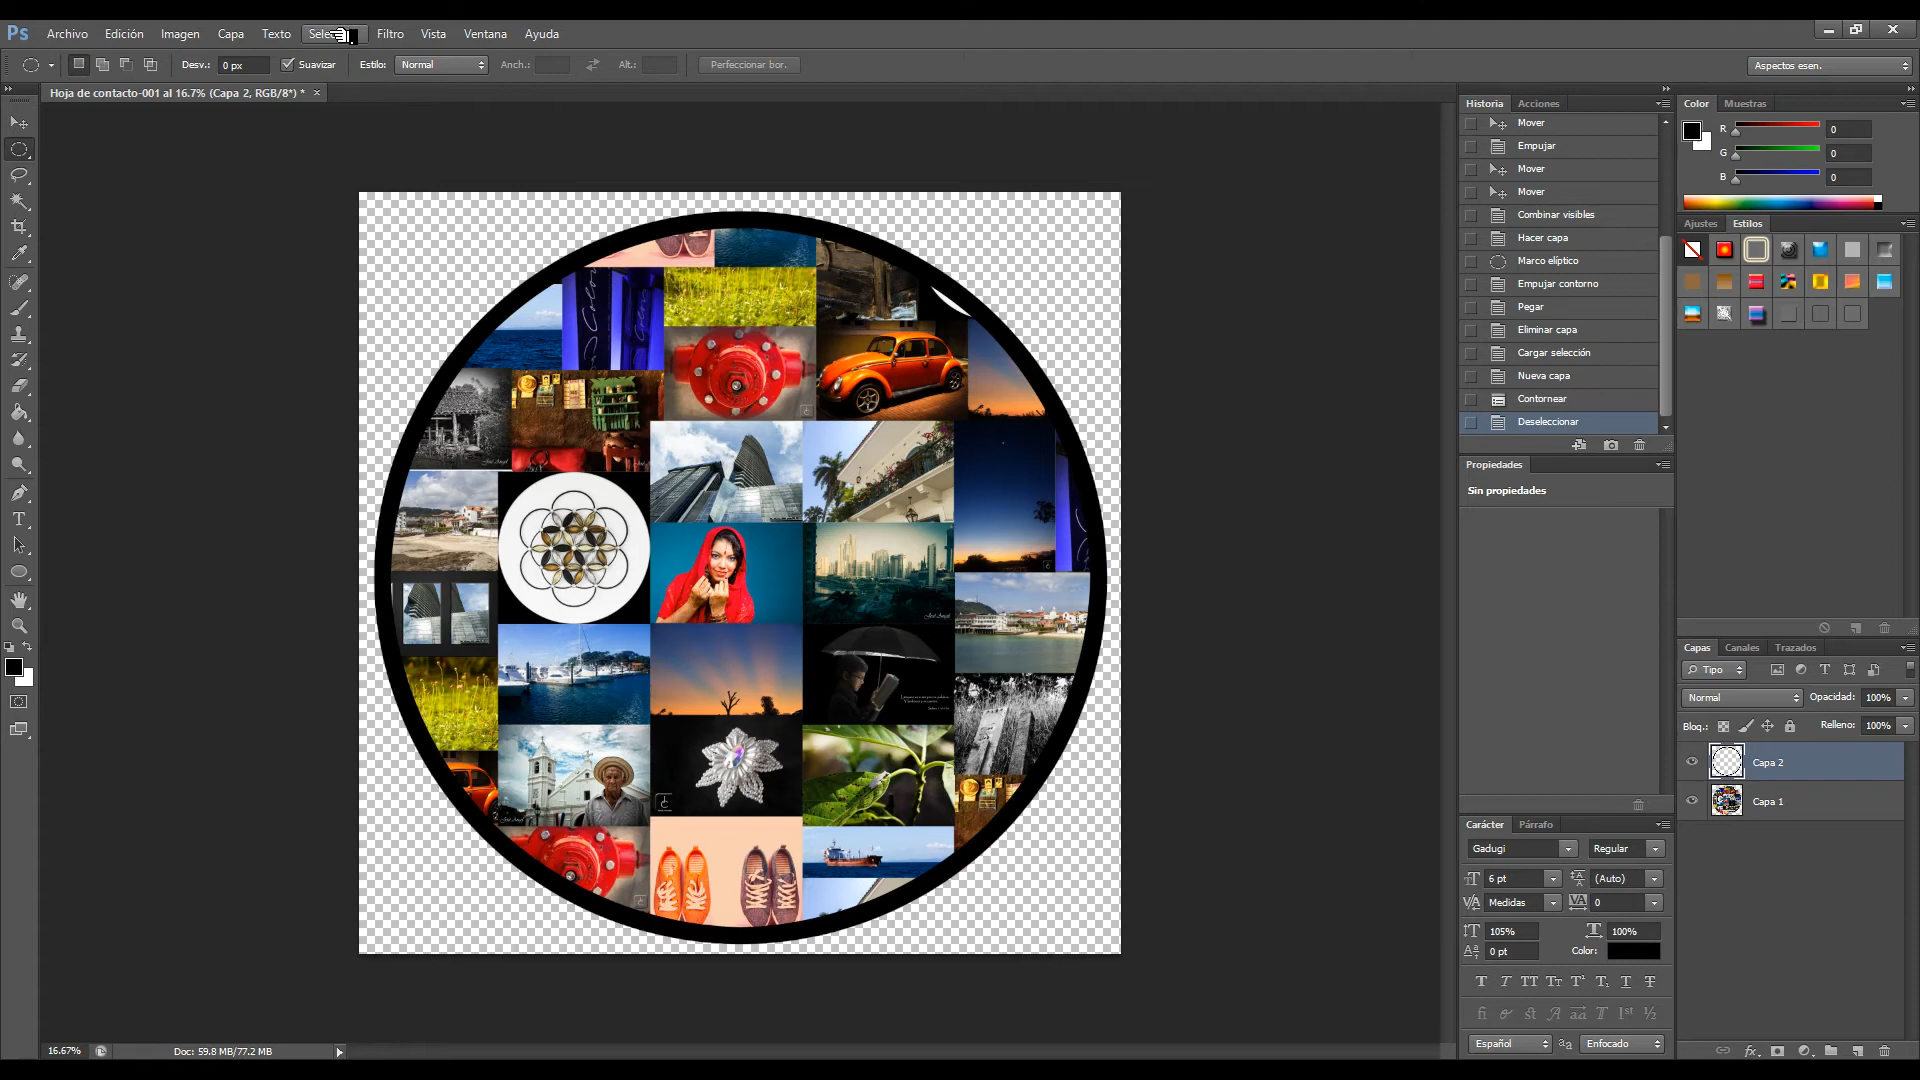 Ps Archivo Edición Imagen Capa Texto Filtro Vista Ventana Ayuda
Desv.: 0 px Suavizar Estilo: Normal Anch.: Alt.: Perfeccionar bor. Aspectos esen.
Hoja de contacto-001 al 16.7% (Capa 2, RGB/8*) * ×
Historia Acciones
Mover
Empujar
Mover
Mover
Combinar visibles
Hacer capa
Marco elíptico
Empujar contorno
Pegar
Eliminar capa
Cargar selección
Nueva capa
Contornear
Deseleccionar
Propiedades
Sin propiedades
Carácter Párrafo
Gadugi Regular
6 pt (Auto)
Medidas 0
105% 100%
0 pt Color:
Español aa Enfocado
Color Muestras
R 0
G 0
B 0
Ajustes Estilos
Capas Canales Trazados
Tipo
Normal Opacidad: 100%
Bloq.: Relleno: 100%
Capa 2
Capa 1
16.67% Doc: 59.8 MB/77.2 MB